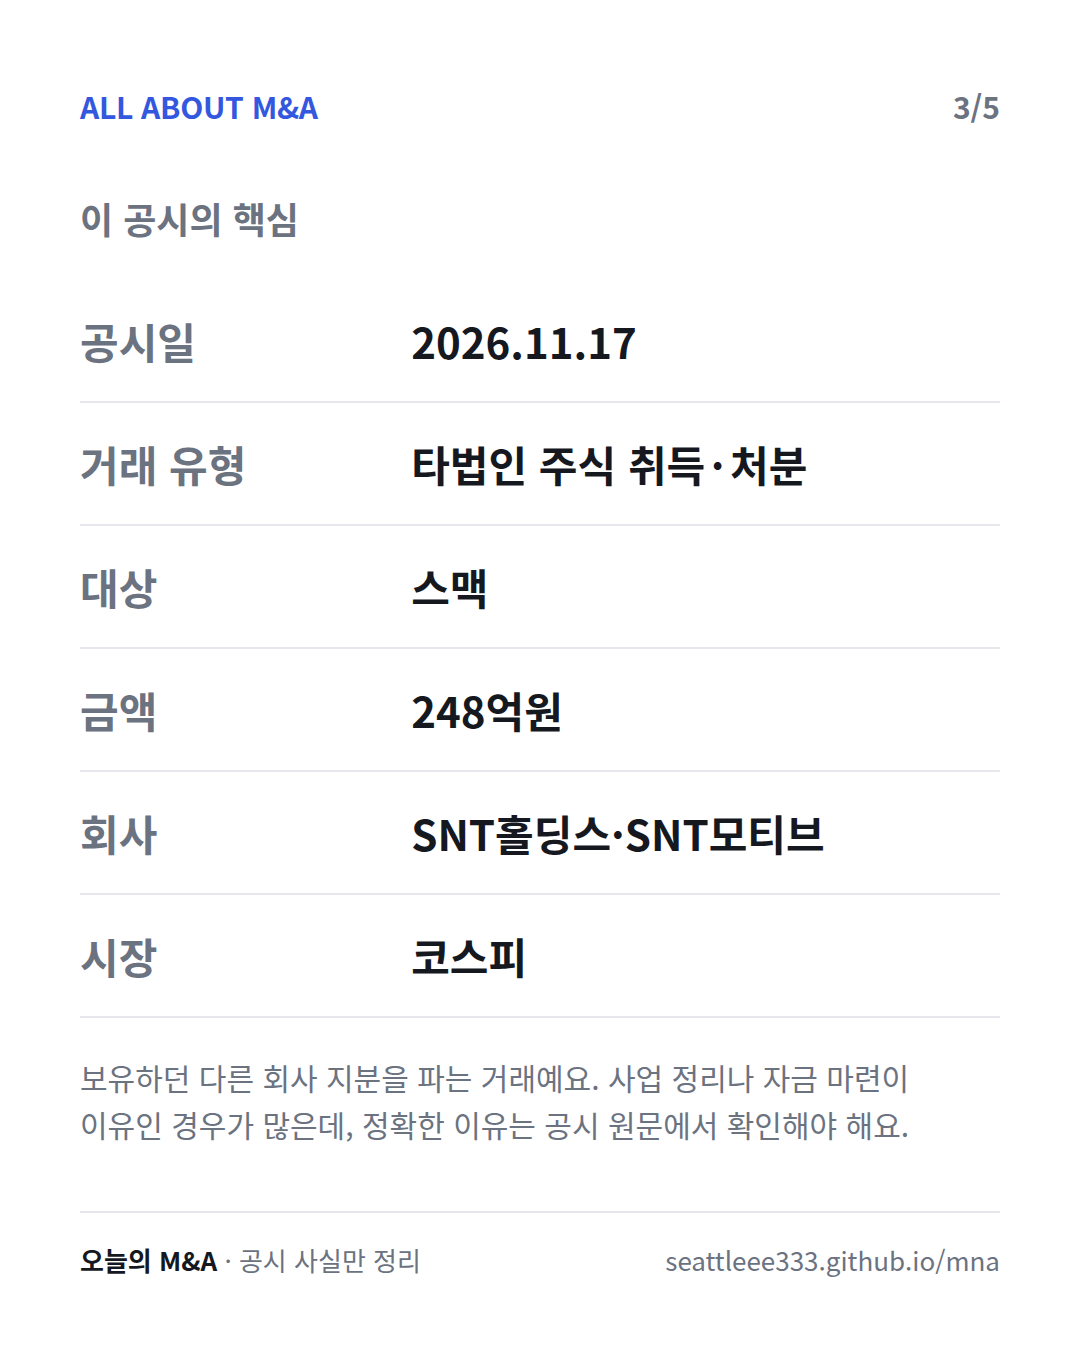 ALL ABOUT M&A 3/5
이 공시의 핵심
공시일 2026.11.17
거래 유형 타법인 주식 취득·처분
대상 스맥
금액 248억원
회사 SNT홀딩스·SNT모티브
시장 코스피
보유하던 다른 회사 지분을 파는 거래예요. 사업 정리나 자금 마련이
이유인 경우가 많은데, 정확한 이유는 공시 원문에서 확인해야 해요.
오늘의 M&A · 공시 사실만 정리 seattleee333.github.io/mna